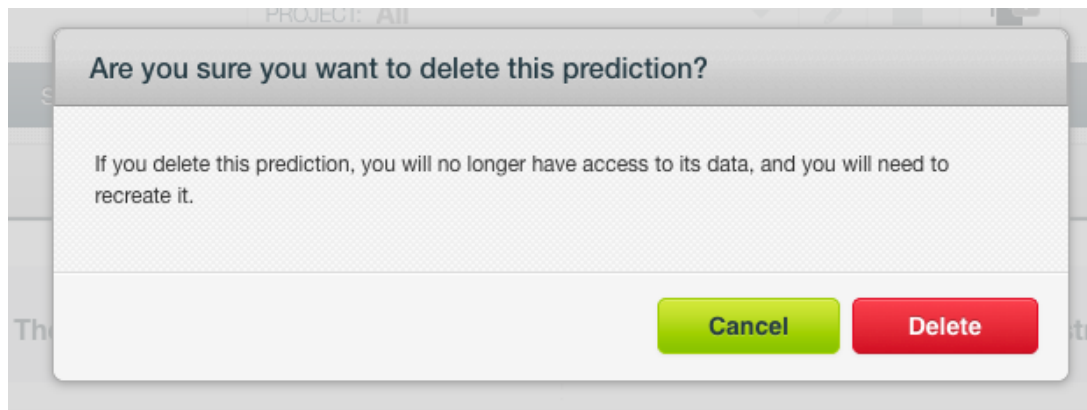 PROJECT: All
Are you sure you want to delete this prediction?
If you delete this prediction, you will no longer have access to its data, and you will need to
recreate it.
Cancel
Delete